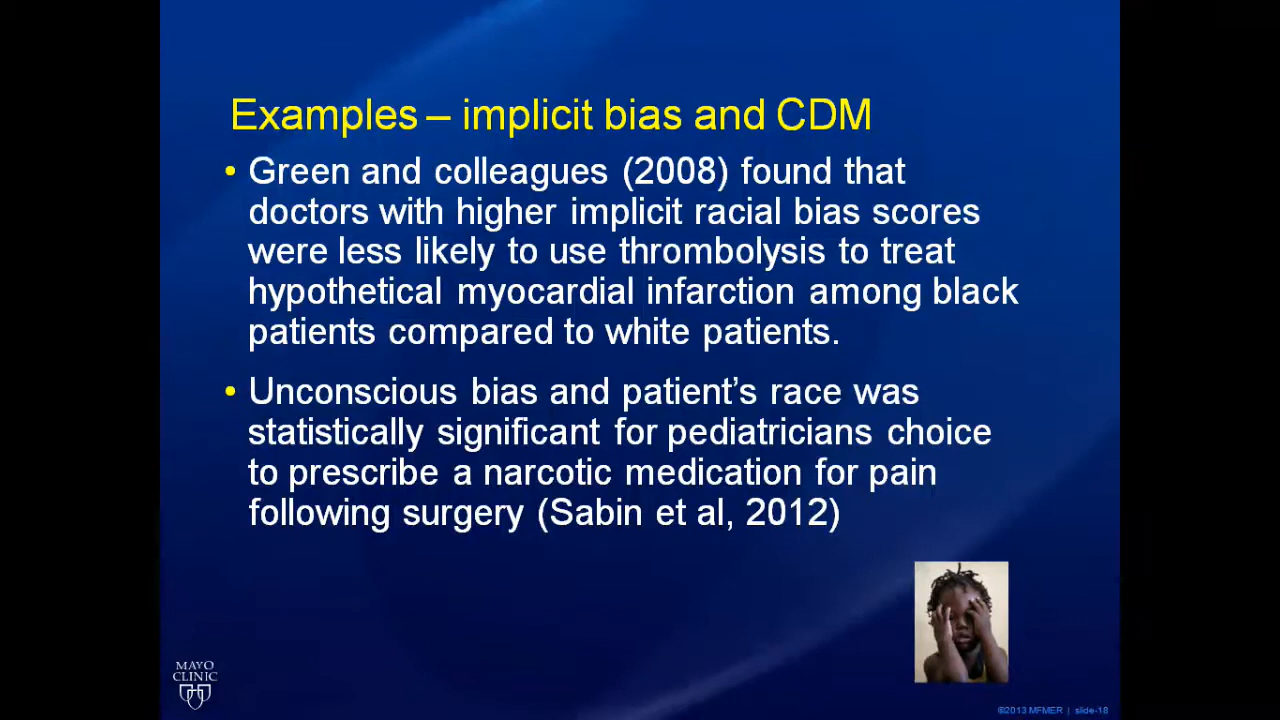 Examples – implicit bias and CDM
• Green and colleagues (2008) found that
doctors with higher implicit racial bias scores
were less likely to use thrombolysis to treat
hypothetical myocardial infarction among black
patients compared to white patients.
• Unconscious bias and patient’s race was
statistically significant for pediatricians choice
to prescribe a narcotic medication for pain
following surgery (Sabin et al, 2012)
MAYO
CLINIC
©2013 MFMER | slide-18